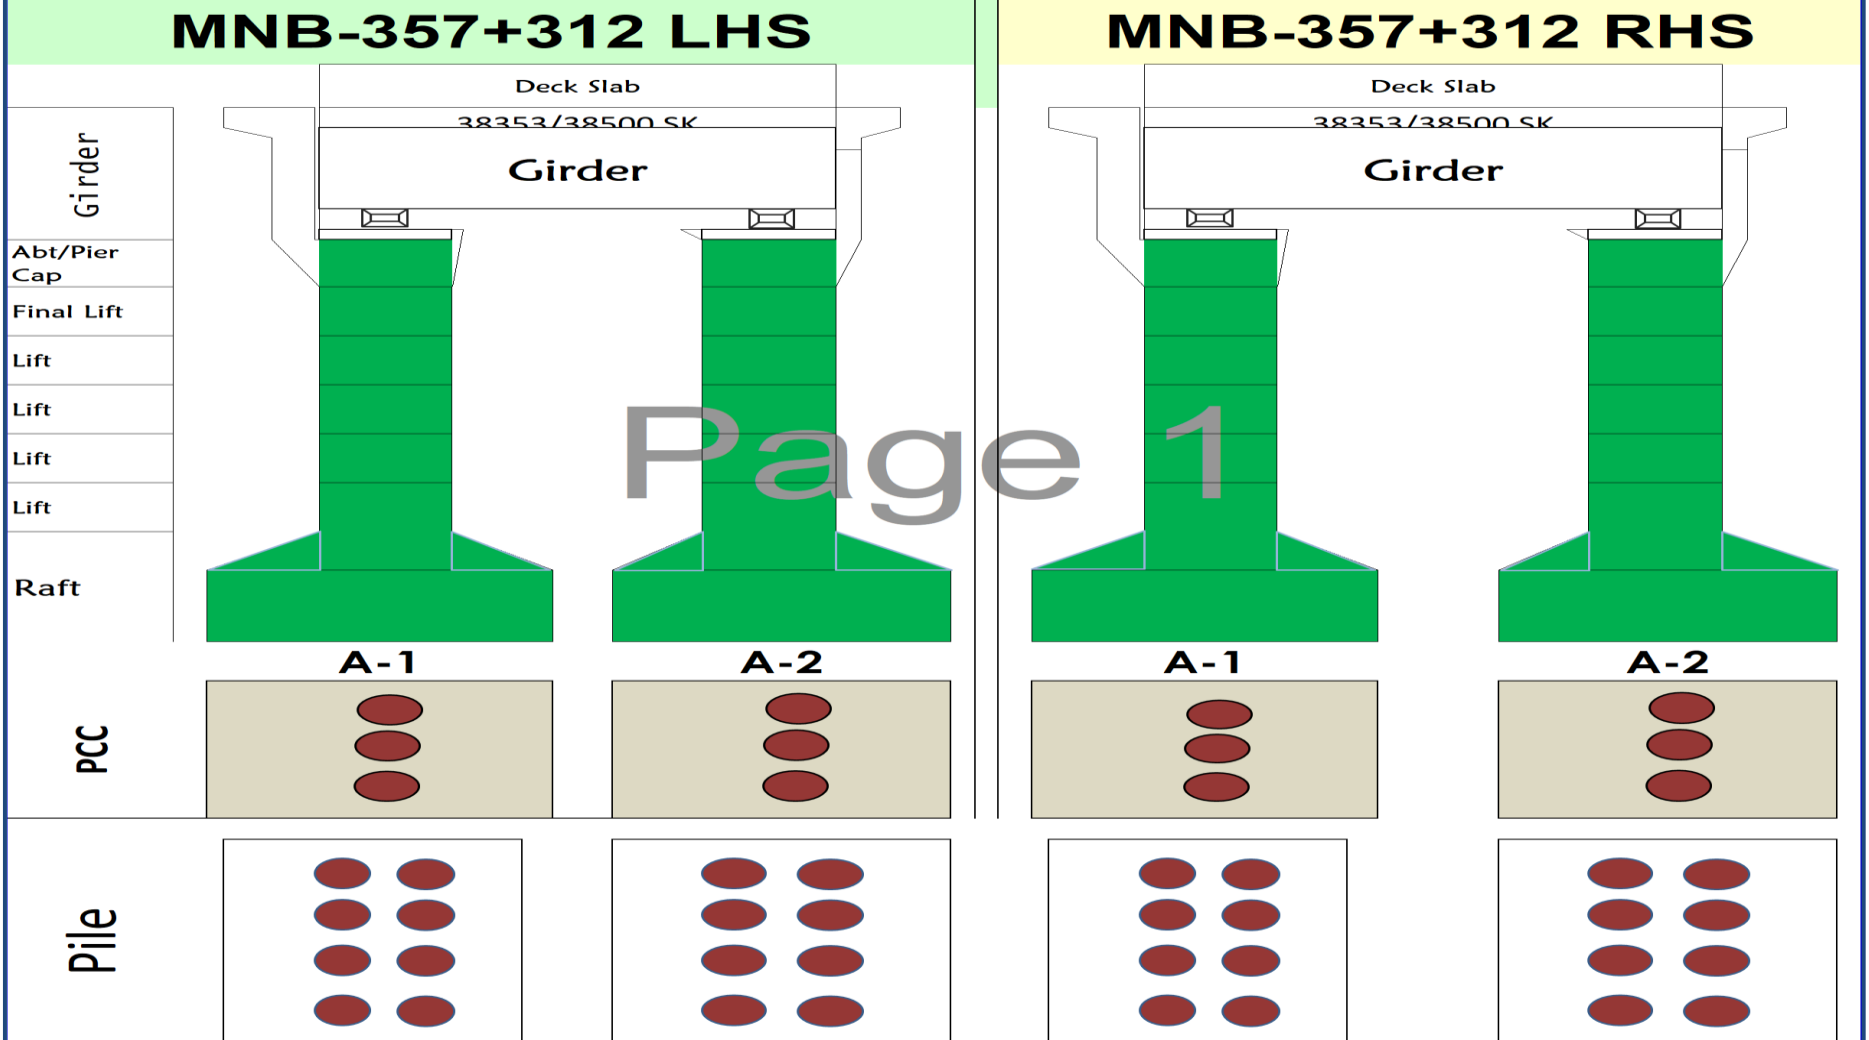 MNB-357+312 LHS
MNB-357+312 RHS
Deck Slab
Deck Slab
38353/38500 SK
38353/38500 SK
Girder
Girder
Girder
Abt/Pier
Cap
Final Lift
Lift
Lift
Lift
Lift
Page 1
Raft
A-1
A-2
A-1
A-2
PCC
Pile